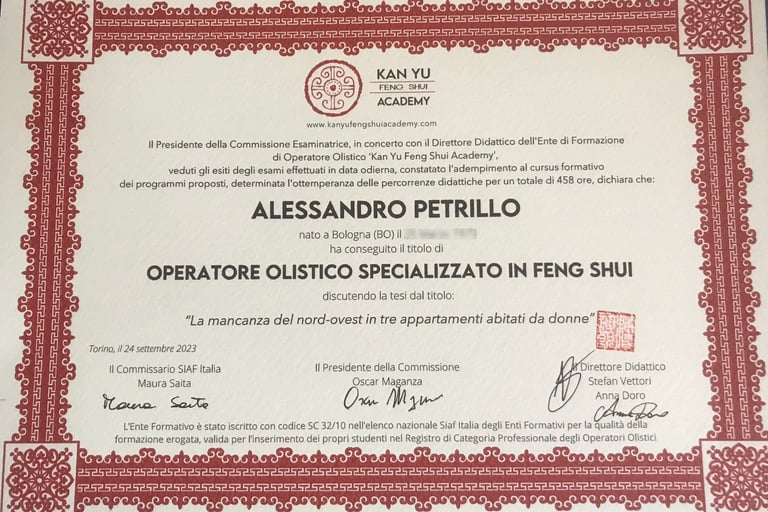 KAN YU
FENG SHUI
ACADEMY
www.kanyufengshuiacademy.com
Il Presidente della Commissione Esaminatrice, in concerto con il Direttore Didattico dell'Ente di Formazione
di Operatore Olistico 'Kan Yu Feng Shui Academy',
veduti gli esiti degli esami effettuati in data odierna, constatato l'adempimento al cursus formativo
dei programmi proposti, determinata l'ottemperanza delle percorrenze didattiche per un totale di 458 ore, dichiara che:
ALESSANDRO PETRILLO
nato a Bologna (BO) il
ha conseguito il titolo di
OPERATORE OLISTICO SPECIALIZZATO IN FENG SHUI
discutendo la tesi dal titolo:
"La mancanza del nord-ovest in tre appartamenti abitati da donne"
Torino, il 24 settembre 2023
Il Commissario SIAF Italia
Maura Saita
Maura Saita
Il Presidente della Commissione
Oscar Maganza
Il Direttore Didattico
Stefan Vettori
Anna Doro
L'Ente Formativo è stato iscritto con codice SC 32/10 nell'elenco nazionale Siaf Italia degli Enti Formativi per la qualità della
formazione erogata, valida per l'inserimento dei propri studenti nel Registro di Categoria Professionale degli Operatori Olistici